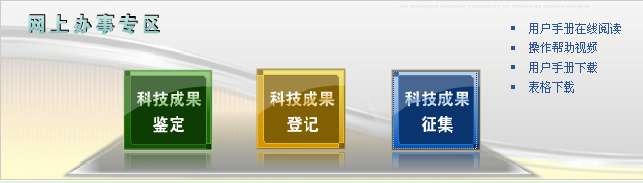 网上办事专区
用户手册在线阅读
操作帮助视频
用户手册下载
表格下载
科技成果
鉴定
科技成果
登记
科技成果
征集